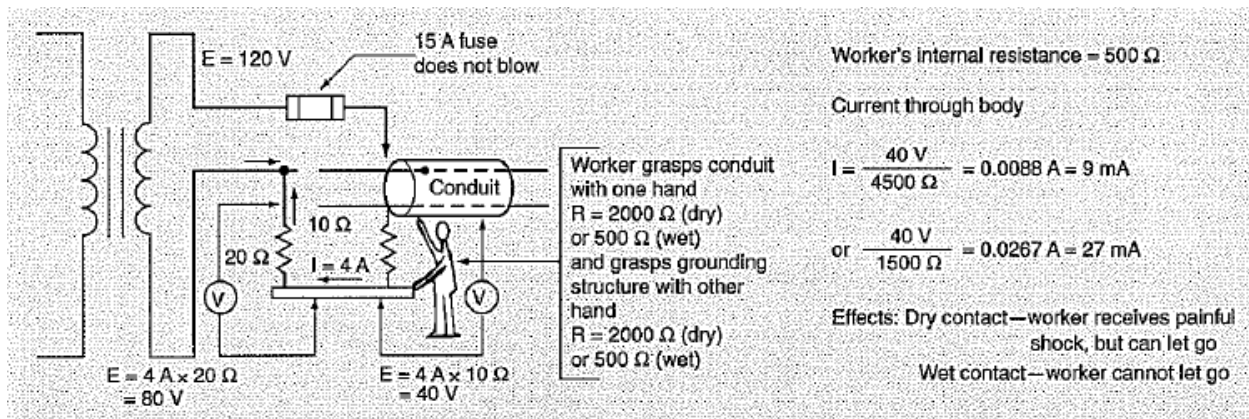 E = 120 V
15 A fuse
does not blow
Conduit
10 Ω
20 Ω
I = 4 A
V
V
E = 4 A x 20 Ω
= 80 V
E = 4 A x 10 Ω
= 40 V
Worker grasps conduit
with one hand
R = 2000 Ω (dry)
or 500 Ω (wet)
and grasps grounding
structure with other
hand
R = 2000 Ω (dry)
or 500 Ω (wet)
Worker's internal resistance = 500 Ω
Current through body
I = 40 V / 4500 Ω = 0.0088 A = 9 mA
or 40 V / 1500 Ω = 0.0267 A = 27 mA
Effects: Dry contact—worker receives painful
shock, but can let go
Wet contact—worker cannot let go